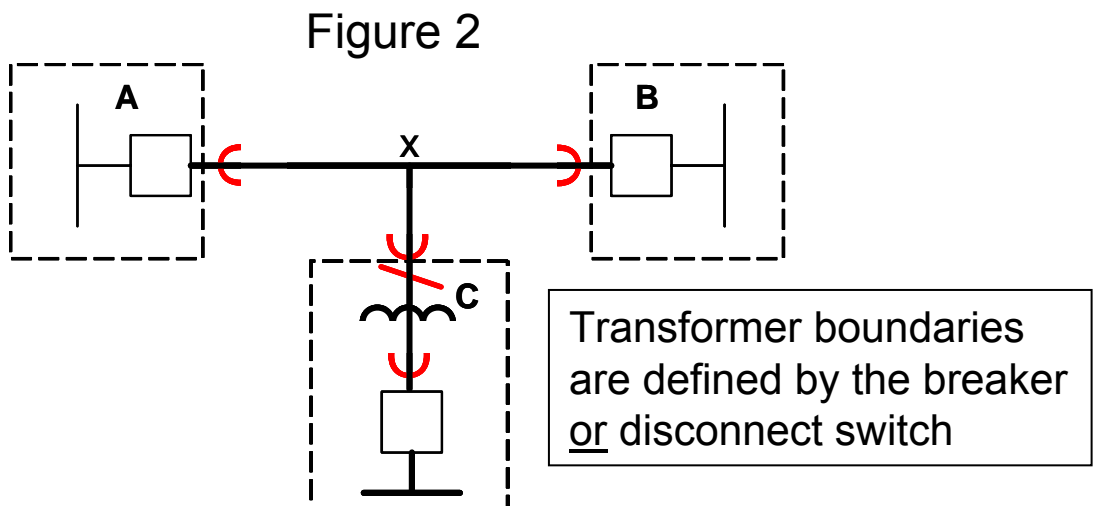 Figure 2
A
B
X
C
Transformer boundaries
are defined by the breaker
or disconnect switch